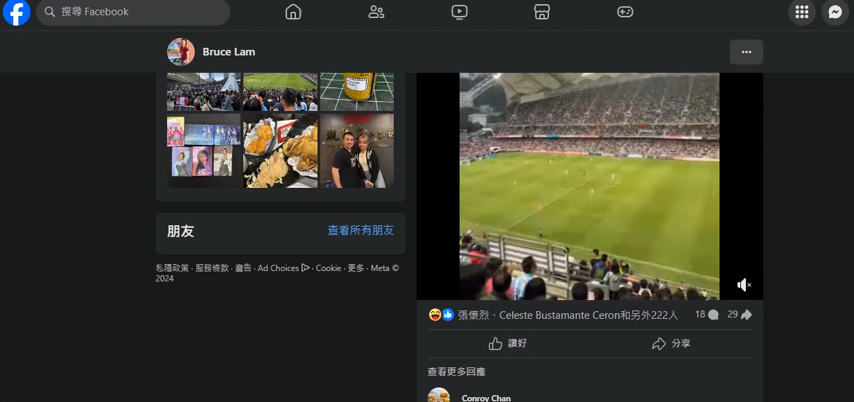 搜尋 Facebook
Bruce Lam
朋友
查看所有朋友
私隱政策 · 服務條款 · 廣告 · Ad Choices · Cookie · 更多 · Meta ©
2024
張懷烈、Celeste Bustamante Ceron和另外222人
18
29
讚好
分享
查看更多回應
Conroy Chan